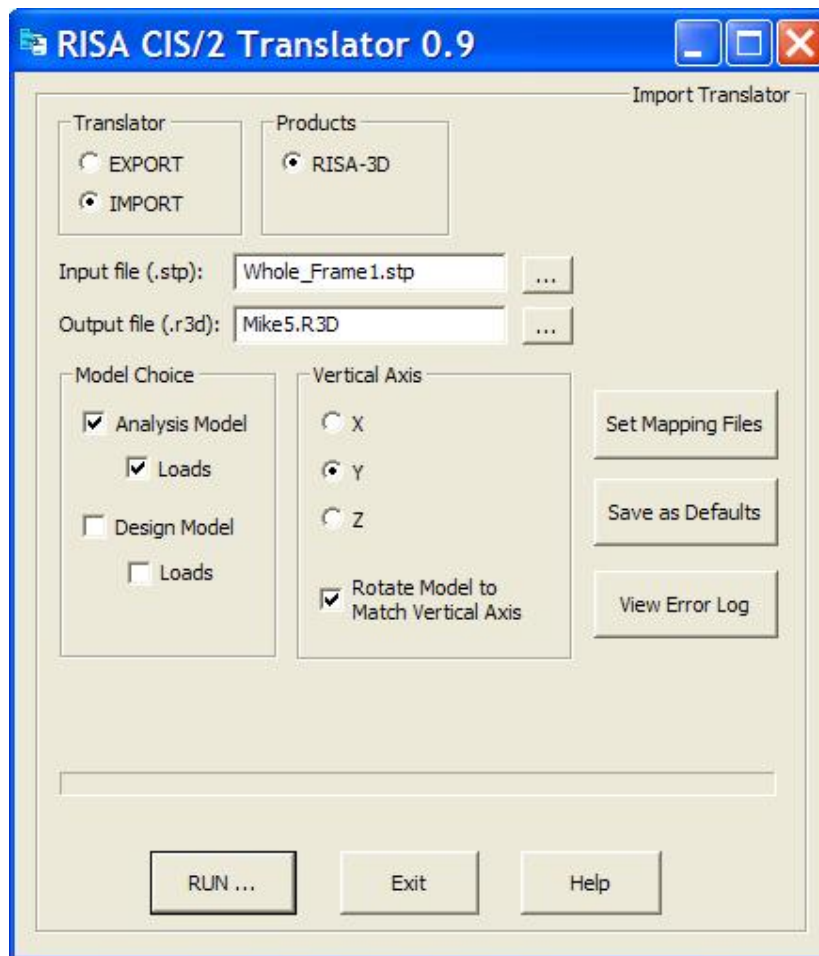 RISA CIS/2 Translator 0.9
Import Translator
Translator
EXPORT
IMPORT
Products
RISA-3D
Input file (.stp):
Whole_Frame1.stp
...
Output file (.r3d):
Mike5.R3D
...
Model Choice
Analysis Model
Loads
Design Model
Loads
Vertical Axis
X
Y
Z
Rotate Model to
Match Vertical Axis
Set Mapping Files
Save as Defaults
View Error Log
RUN ...
Exit
Help